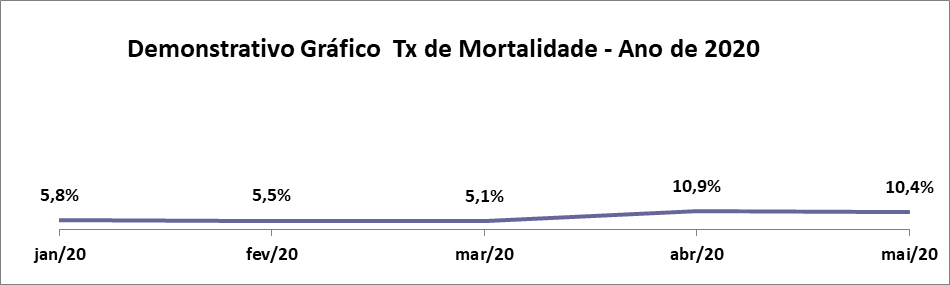 Demonstrativo Gráfico  Tx de Mortalidade - Ano de 2020
5,8% 5,5% 5,1% 10,9% 10,4%
jan/20 fev/20 mar/20 abr/20 mai/20